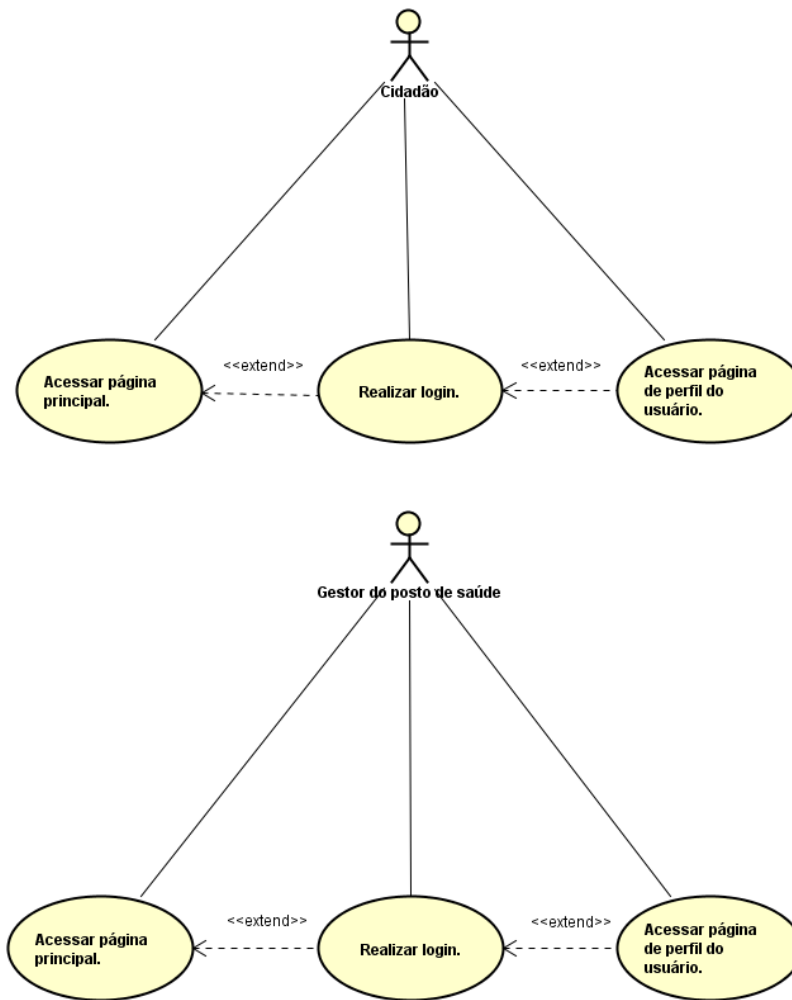 Cidadão
<<extend>>
<<extend>>
Acessar página
principal.
Realizar login.
Acessar página
de perfil do
usuário.
Gestor do posto de saúde
<<extend>>
<<extend>>
Acessar página
principal.
Realizar login.
Acessar página
de perfil do
usuário.